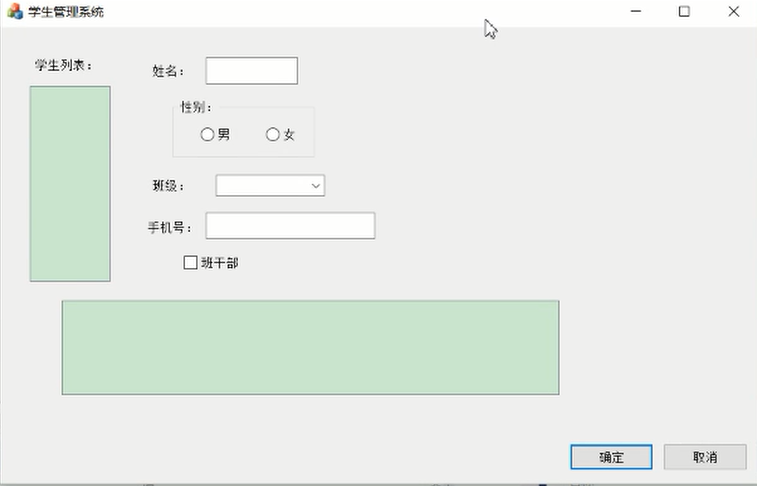 学生管理系统
学生列表：
姓名：
性别：
男
女
班级：
手机号：
班干部
确定
取消